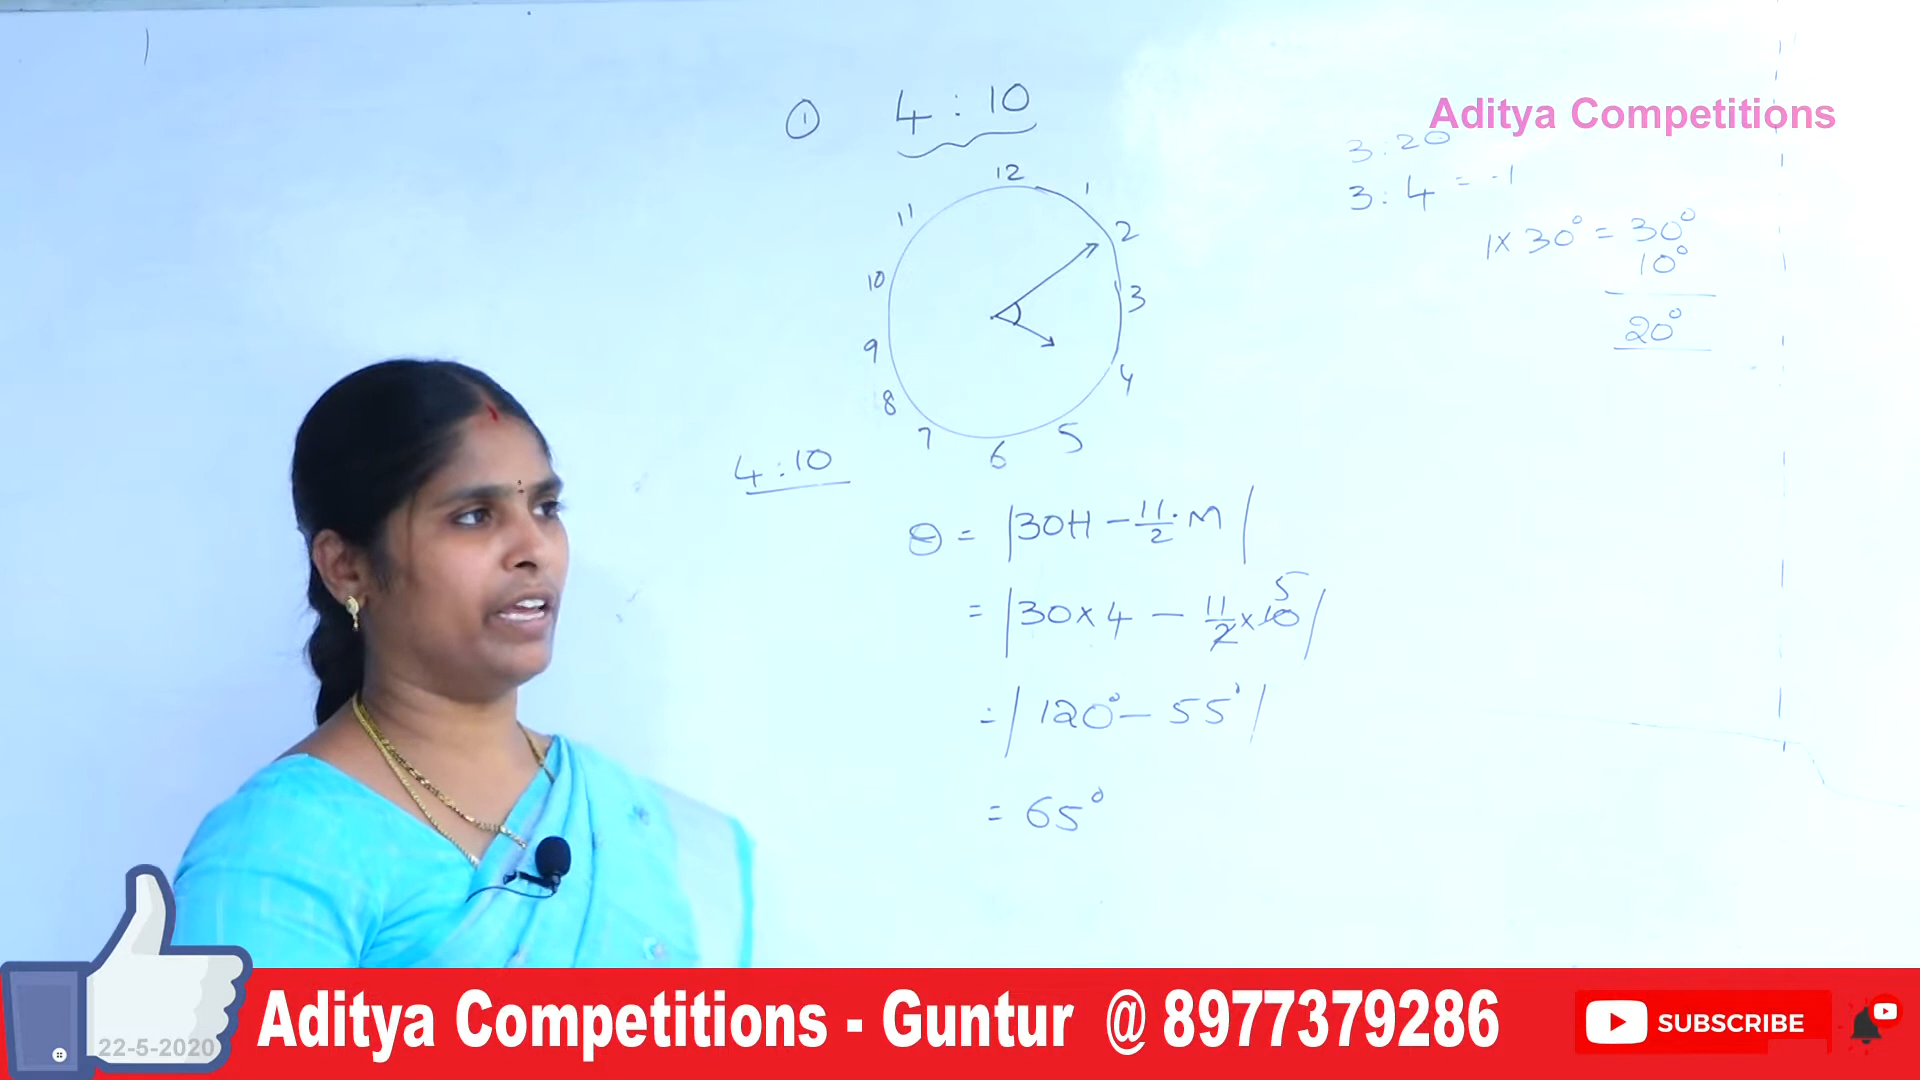 ① 4 : 10
Aditya Competitions
3 : 20
3 : 4 = -1
1 x 30° = 30°
10°
20°
12
1
2
3
4
5
6
7
8
9
10
11
4 : 10
θ = |30H - 11/2 · M|
= |30 x 4 - 11/2 x 10| 5
= |120° - 55°|
= 65°
22-5-2020
Aditya Competitions - Guntur @ 8977379286
SUBSCRIBE